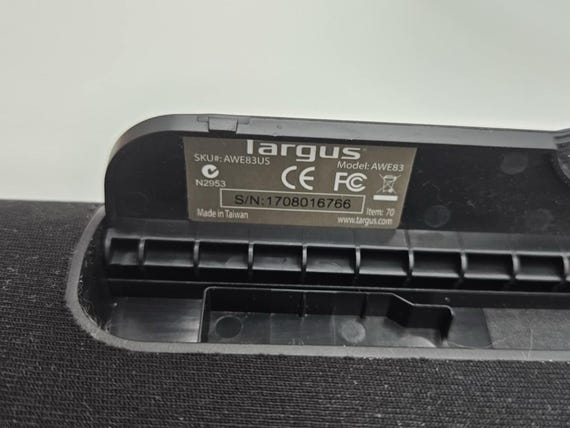 Targus
SKU#: AWE83US
Model: AWE83
N2953
CE FC
S/N:1708016766
Made in Taiwan
Item: 70
www.targus.com